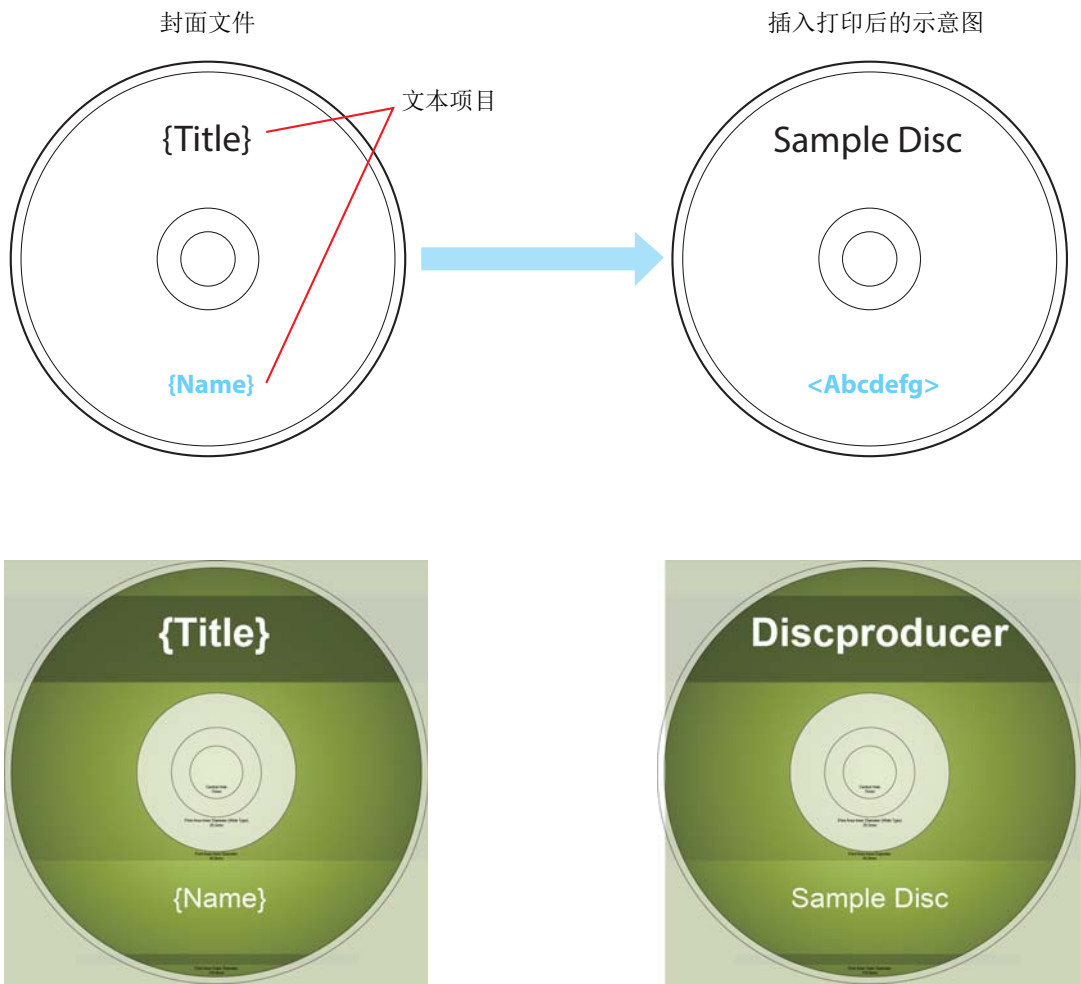 封面文件
插入打印后的示意图
文本项目
{Title}
Sample Disc
{Name}
<Abcdefg>
{Title}
Discproducer
{Name}
Sample Disc